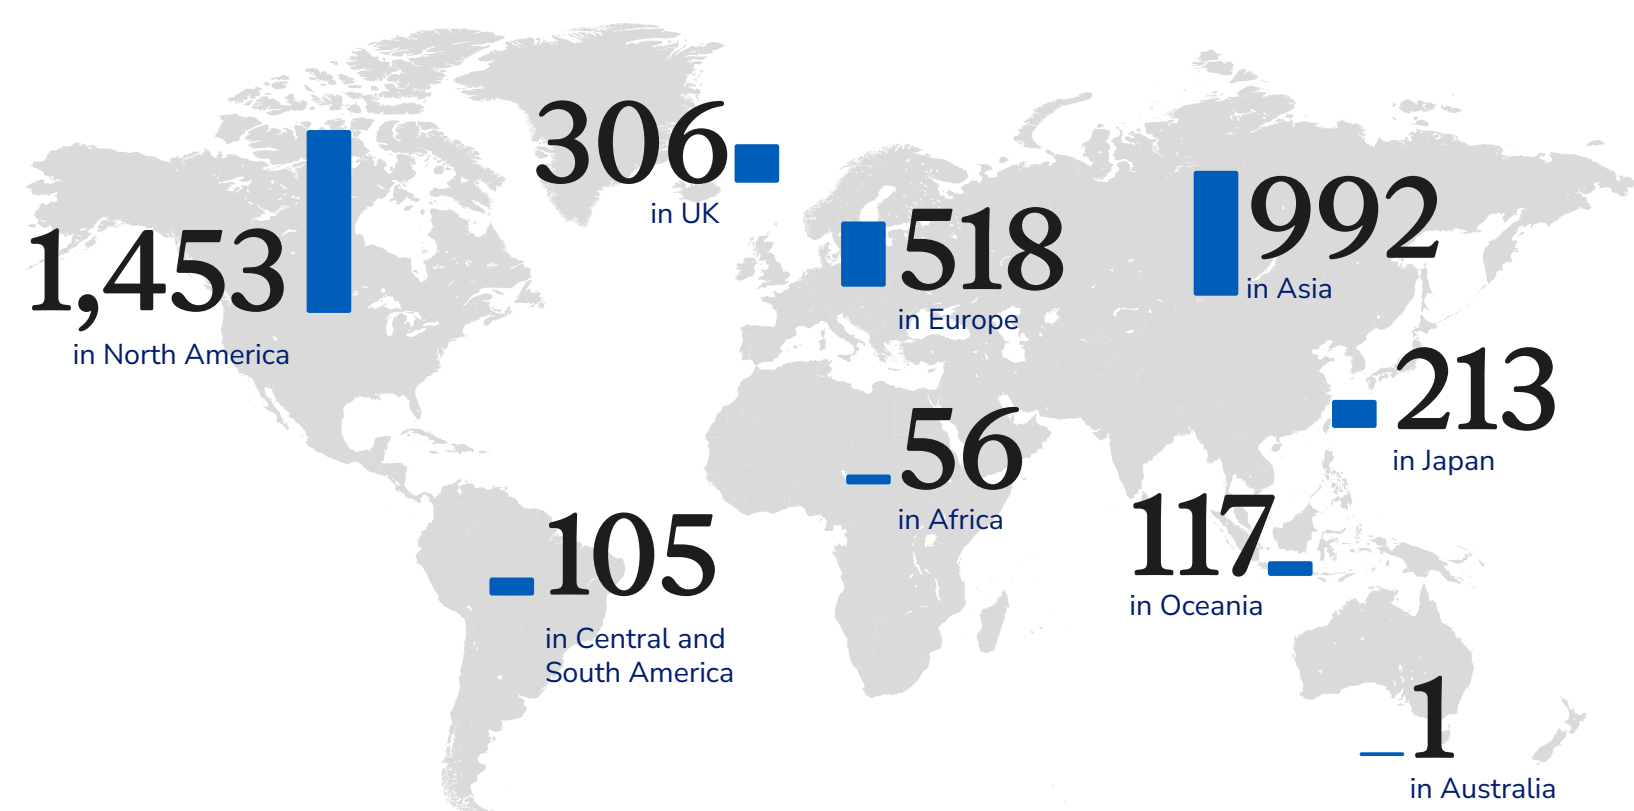 1,453
in North America
306
in UK
518
in Europe
992
in Asia
213
in Japan
56
in Africa
117
in Oceania
105
in Central and
South America
1
in Australia